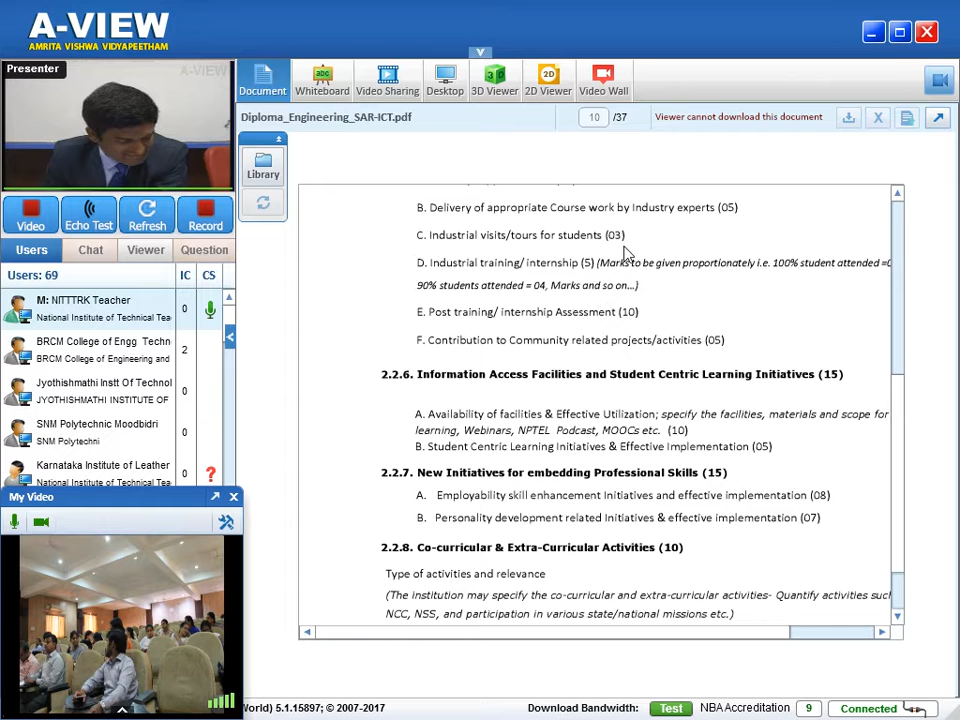 A-VIEW
AMRITA VISHWA VIDYAPEETHAM
Presenter
A-VIEW
Video
Echo Test
Refresh
Record
Users
Chat
Viewer
Question
Users: 69
IC
CS
M: NITTTRK Teacher
National Institute of Technical Tea
0
BRCM College of Engg Techn
BRCM College of Engineering and
2
Jyothishmathi Instt Of Technol
JYOTHISHMATHI INSTITUTE OF
0
SNM Polytechnic Moodbidri
SNM Polytechni
0
Karnataka Institute of Leather
National Institute of Technical Tea
0
?
My Video
Document
abc
Whiteboard
Video Sharing
Desktop
3D
3D Viewer
2D
2D Viewer
Video Wall
Diploma_Engineering_SAR-ICT.pdf
10
/37
Viewer cannot download this document
X
Library
B. Delivery of appropriate Course work by Industry experts (05)
C. Industrial visits/tours for students (03)
D. Industrial training/ internship (5) (Marks to be given proportionately i.e. 100% student attended =0
90% students attended = 04, Marks and so on...}
E. Post training/ internship Assessment (10)
F. Contribution to Community related projects/activities (05)
2.2.6. Information Access Facilities and Student Centric Learning Initiatives (15)
A. Availability of facilities & Effective Utilization; specify the facilities, materials and scope for
learning, Webinars, NPTEL Podcast, MOOCs etc. (10)
B. Student Centric Learning Initiatives & Effective Implementation (05)
2.2.7. New Initiatives for embedding Professional Skills (15)
A. Employability skill enhancement Initiatives and effective implementation (08)
B. Personality development related Initiatives & effective implementation (07)
2.2.8. Co-curricular & Extra-Curricular Activities (10)
Type of activities and relevance
(The institution may specify the co-curricular and extra-curricular activities- Quantify activities suc
NCC, NSS, and participation in various state/national missions etc.)
World) 5.1.15897; © 2007-2017
Download Bandwidth:
Test
NBA Accreditation
9
Connected